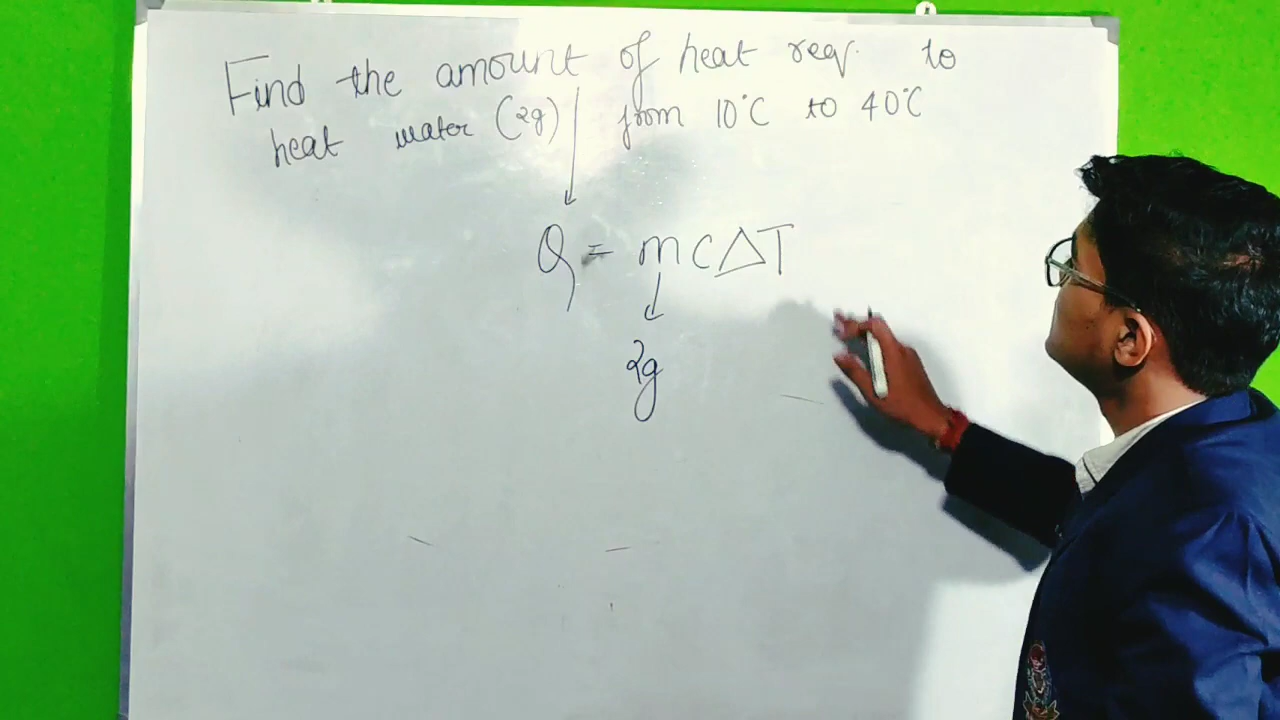 Find the amount of heat req. to
heat water (2g) from 10°C to 40°C
Q = mcΔT
2g